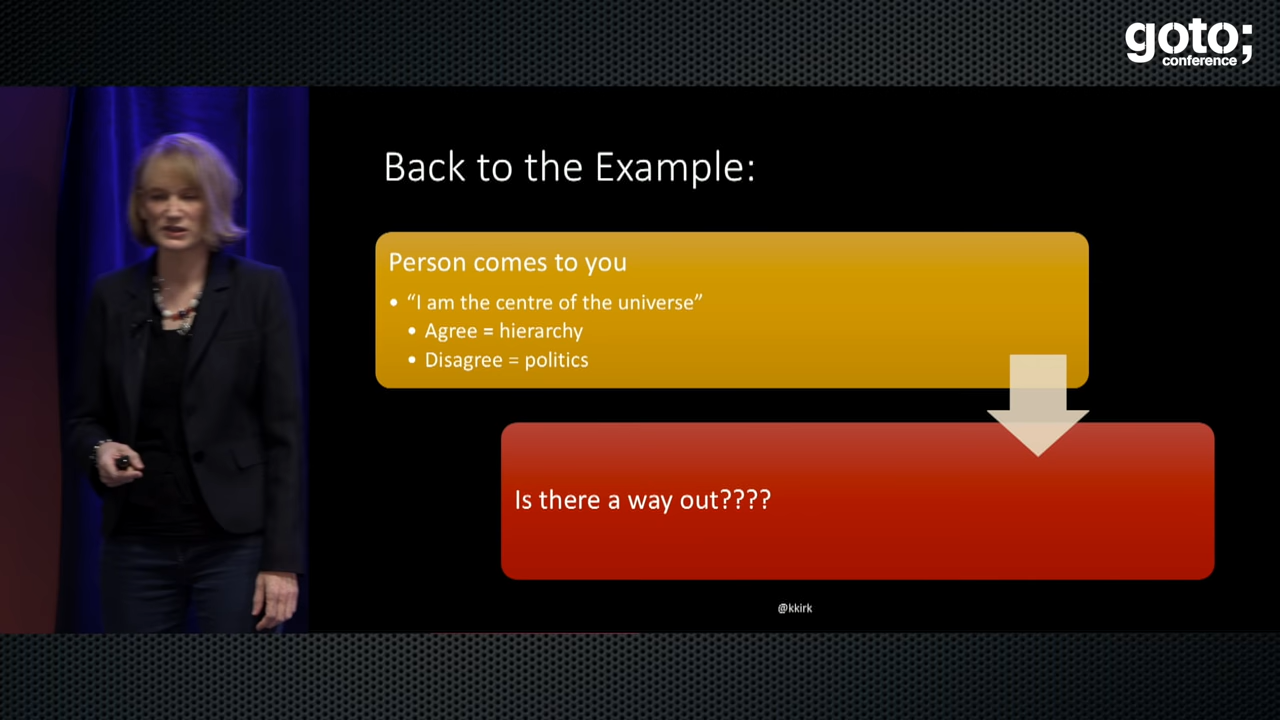 goto;
conference
Back to the Example:
Person comes to you
• “I am the centre of the universe”
• Agree = hierarchy
• Disagree = politics
Is there a way out????
@kkirk